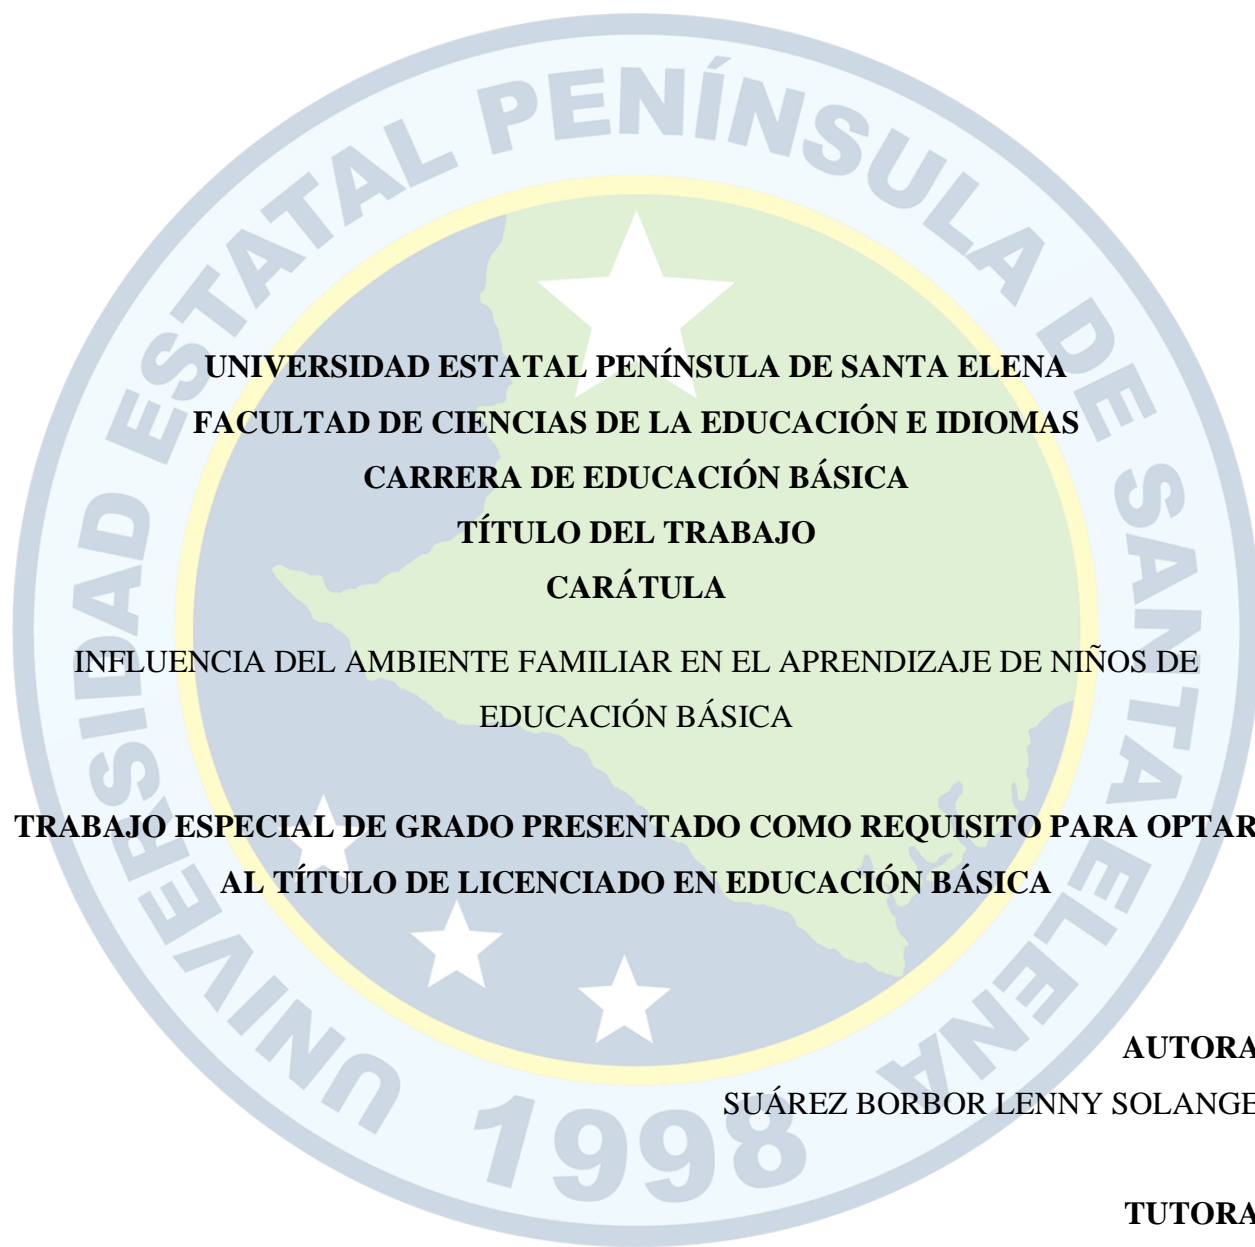 UNIVERSIDAD ESTATAL PENÍNSULA DE SANTA ELENA
1998
UNIVERSIDAD ESTATAL PENÍNSULA DE SANTA ELENA
FACULTAD DE CIENCIAS DE LA EDUCACIÓN E IDIOMAS
CARRERA DE EDUCACIÓN BÁSICA
TÍTULO DEL TRABAJO
CARÁTULA
INFLUENCIA DEL AMBIENTE FAMILIAR EN EL APRENDIZAJE DE NIÑOS DE
EDUCACIÓN BÁSICA
TRABAJO ESPECIAL DE GRADO PRESENTADO COMO REQUISITO PARA OPTAR
AL TÍTULO DE LICENCIADO EN EDUCACIÓN BÁSICA
AUTORA
SUÁREZ BORBOR LENNY SOLANGE
TUTORA